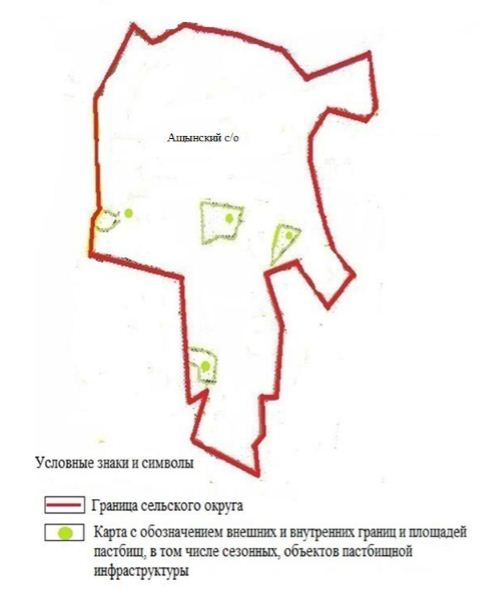 Ащынский с/о
Условные знаки и символы
Граница сельского округа
Карта с обозначением внешних и внутренних границ и площадей
пастбищ, в том числе сезонных, объектов пастбищной
инфраструктуры